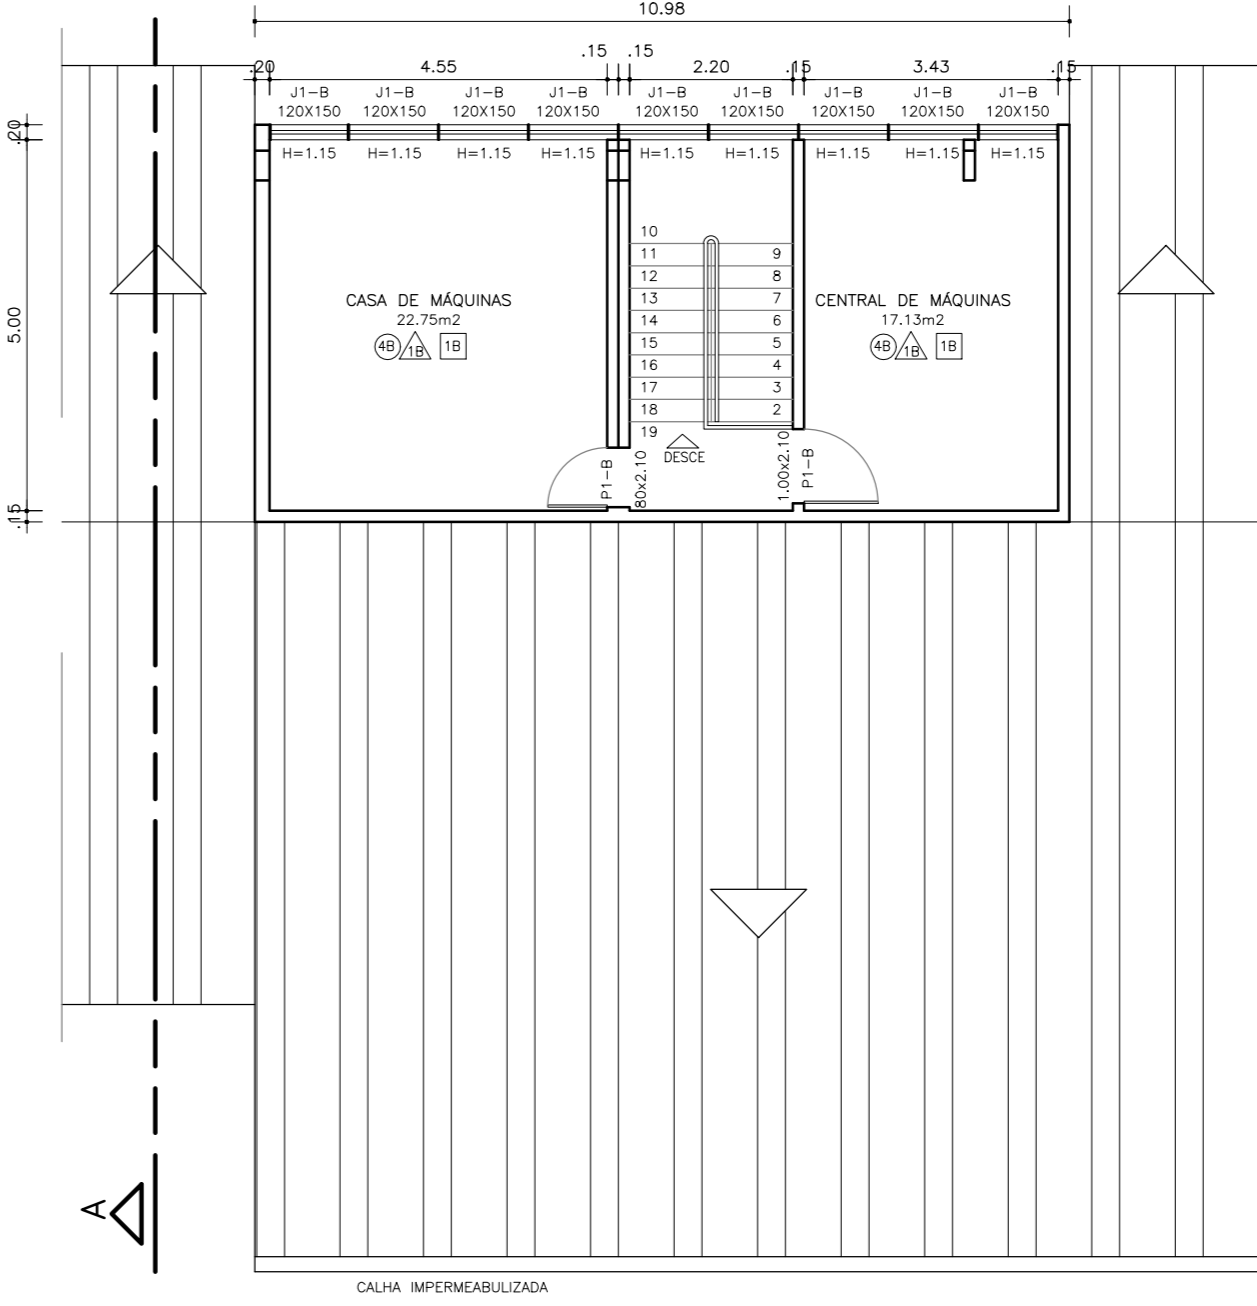 10.98
.15 .15
.20 4.55 2.20 .15 3.43 .15
J1-B J1-B J1-B J1-B J1-B J1-B J1-B J1-B J1-B
120X150 120X150 120X150 120X150 120X150 120X150 120X150 120X150 120X150
.20
H=1.15 H=1.15 H=1.15 H=1.15 H=1.15 H=1.15 H=1.15 H=1.15 H=1.15
5.00
.15
CASA DE MÁQUINAS
22.75m2
4B 1B 1B
10
11 9
12 8
13 7
14 6
15 5
16 4
17 3
18 2
19
DESCE
CENTRAL DE MÁQUINAS
17.13m2
4B 1B 1B
P1-B
80x2.10
1.00x2.10
P1-B
A
CALHA IMPERMEABULIZADA